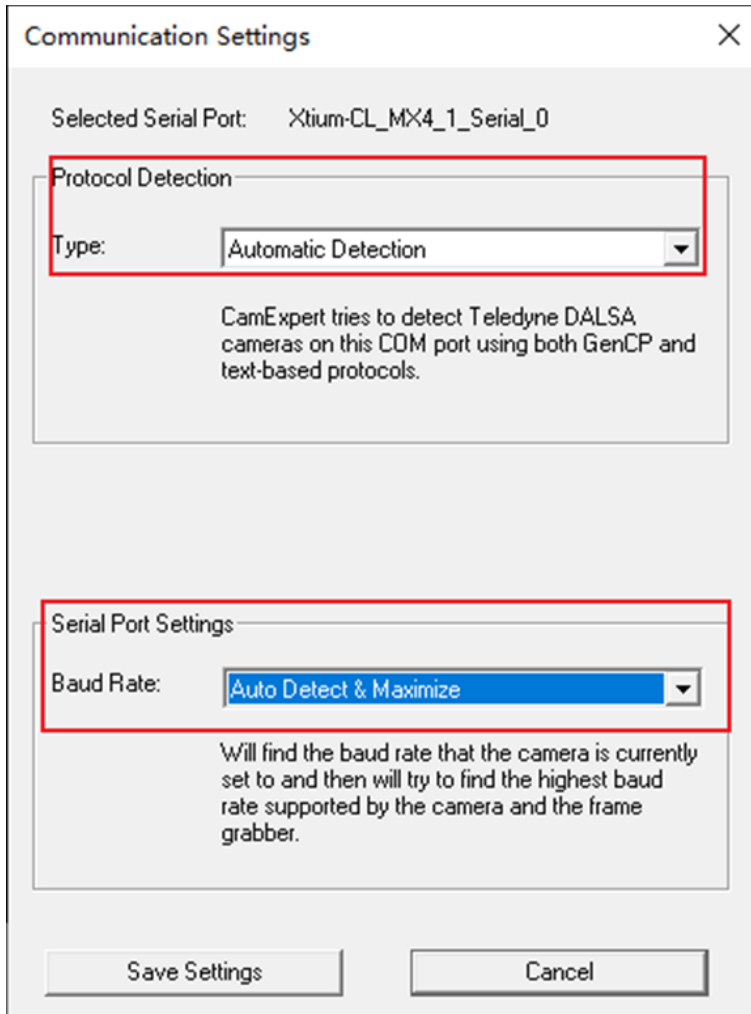 Communication Settings
Selected Serial Port: Xtium-CL_MX4_1_Serial_0
Protocol Detection
Type: Automatic Detection
CamExpert tries to detect Teledyne DALSA
cameras on this COM port using both GenCP and
text-based protocols.
Serial Port Settings
Baud Rate: Auto Detect & Maximize
Will find the baud rate that the camera is currently
set to and then will try to find the highest baud
rate supported by the camera and the frame
grabber.
Save Settings Cancel